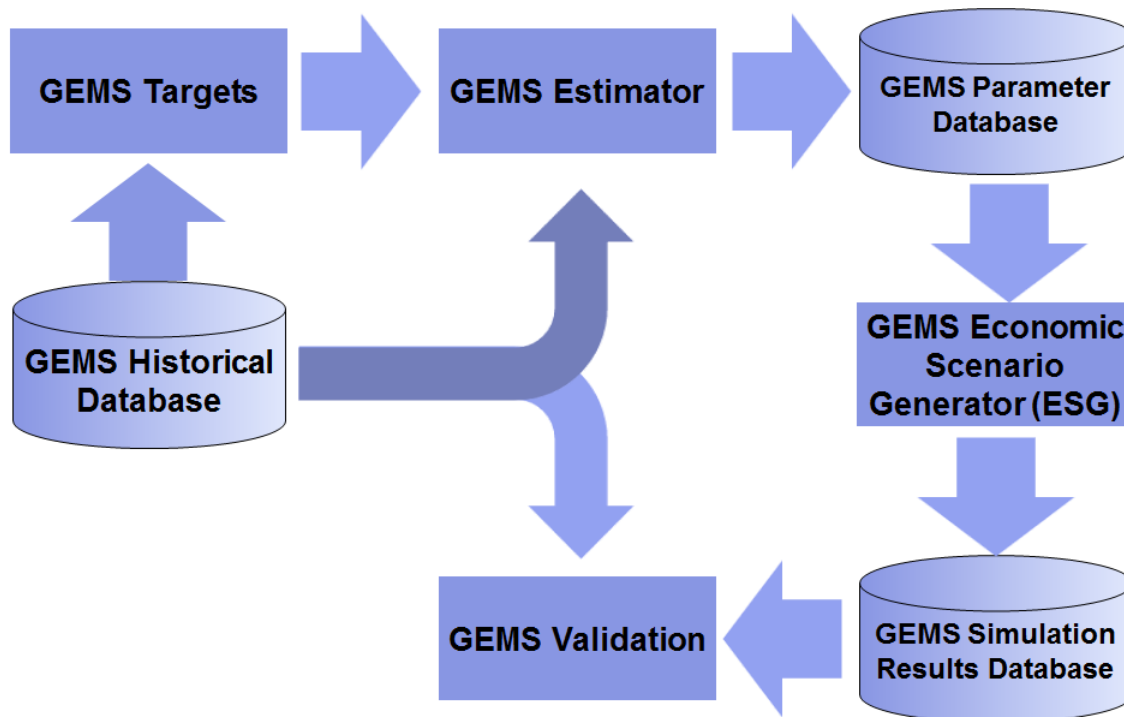 GEMS Targets
GEMS Estimator
GEMS Parameter
Database
GEMS Historical
Database
GEMS Economic
Scenario
Generator (ESG)
GEMS Validation
GEMS Simulation
Results Database